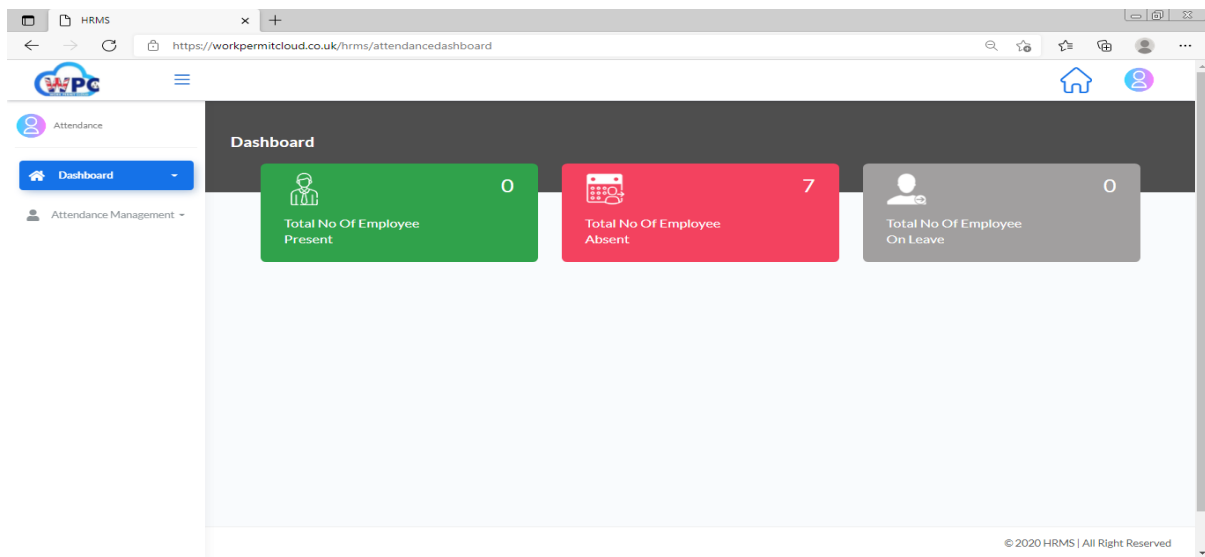 HRMS
https://workpermitcloud.co.uk/hrms/attendancedashboard
WPC
Attendance
Dashboard
Dashboard
Attendance Management
0
Total No Of Employee
Present
7
Total No Of Employee
Absent
0
Total No Of Employee
On Leave
© 2020 HRMS | All Right Reserved